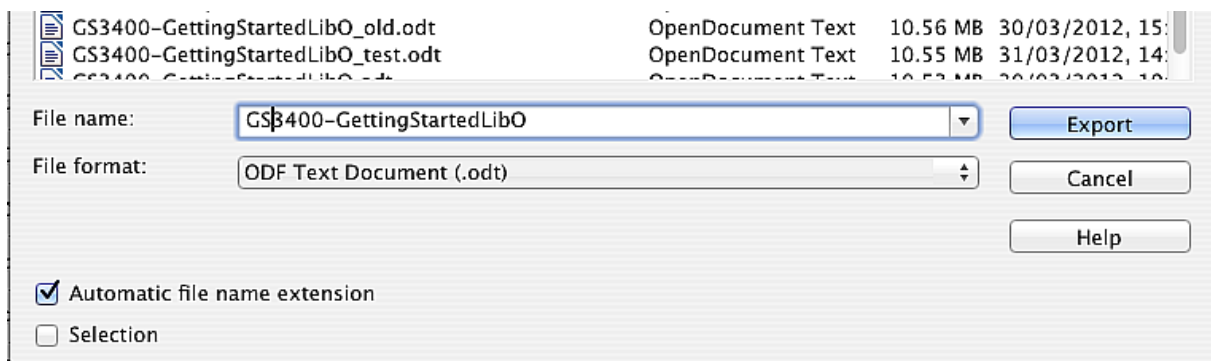 GS3400-GettingStartedLibO_old.odt OpenDocument Text 10.56 MB 30/03/2012, 15:
GS3400-GettingStartedLibO_test.odt OpenDocument Text 10.55 MB 31/03/2012, 14:
File name: GS3400-GettingStartedLibO Export
File format: ODF Text Document (.odt) Cancel
Help
Automatic file name extension
Selection